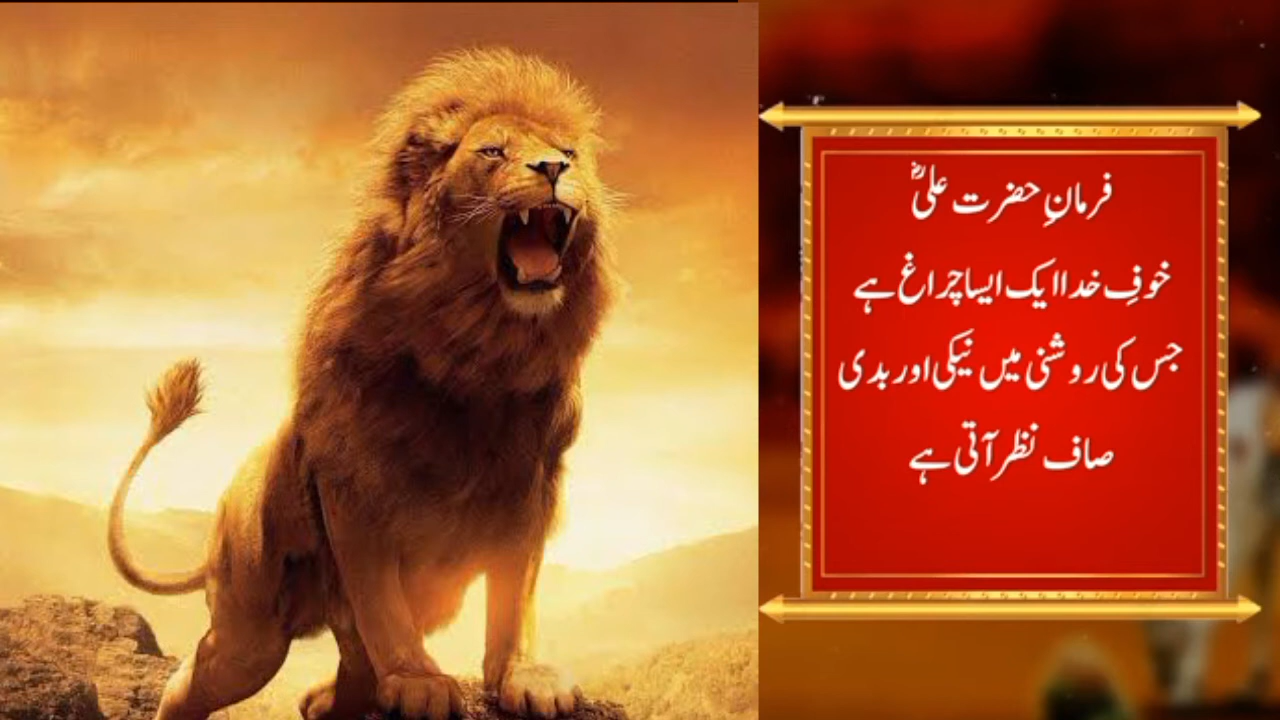 فرمانِ حضرت علیؓ
خوفِ خدا ایک ایسا چراغ ہے
جس کی روشنی میں نیکی اور بدی
صاف نظر آتی ہے